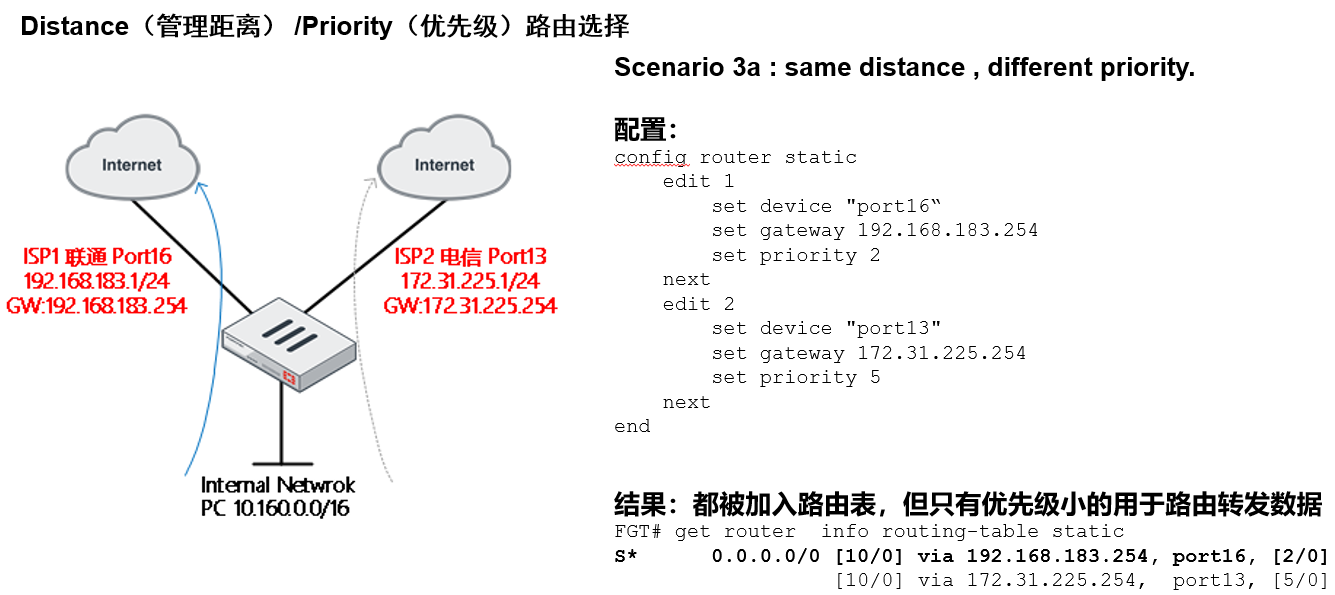 Distance（管理距离） /Priority（优先级）路由选择
Scenario 3a : same distance , different priority.
Internet
Internet
ISP1 联通 Port16
192.168.183.1/24
GW:192.168.183.254
ISP2 电信 Port13
172.31.225.1/24
GW:172.31.225.254
Internal Netwrok
PC 10.160.0.0/16
配置：
config router static
    edit 1
        set device "port16“
        set gateway 192.168.183.254
        set priority 2
    next
    edit 2
        set device "port13"
        set gateway 172.31.225.254
        set priority 5
    next
end
结果：都被加入路由表，但只有优先级小的用于路由转发数据
FGT# get router  info routing-table static
S*      0.0.0.0/0 [10/0] via 192.168.183.254, port16, [2/0]
                  [10/0] via 172.31.225.254,  port13, [5/0]